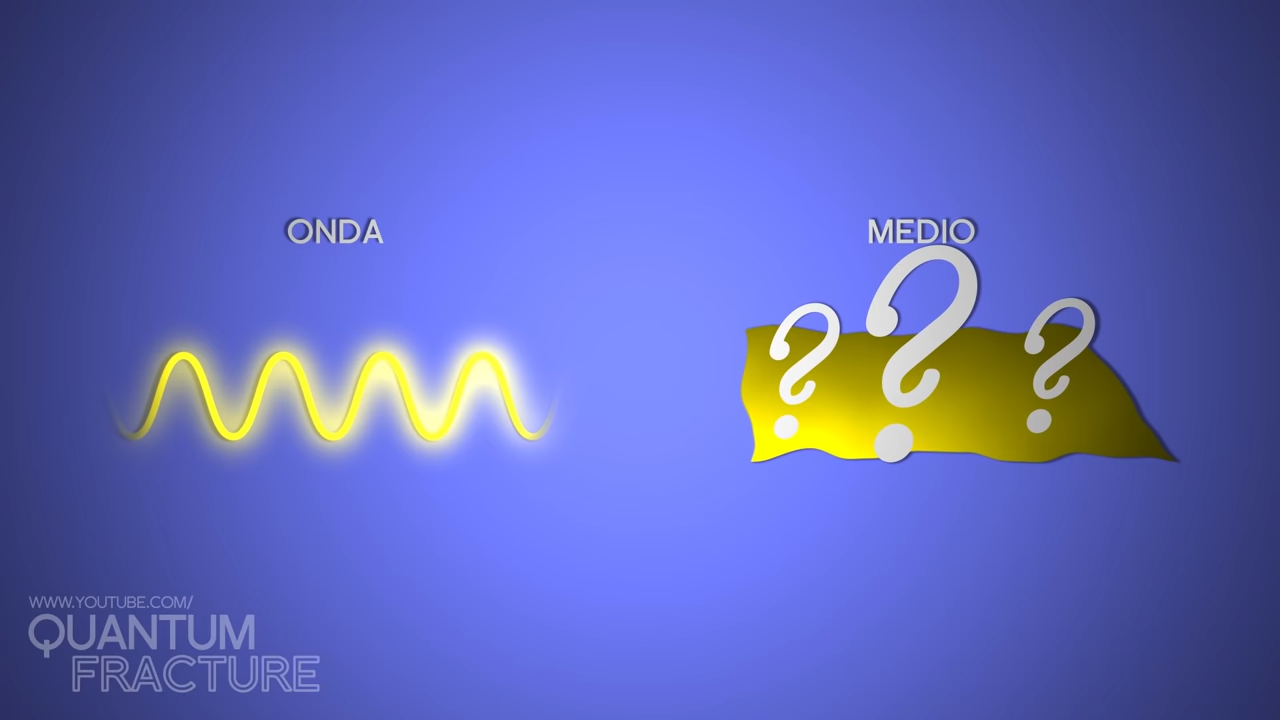 ONDA
MEDIO
? ? ?
WWW.YOUTUBE.COM/
QUANTUM
FRACTURE